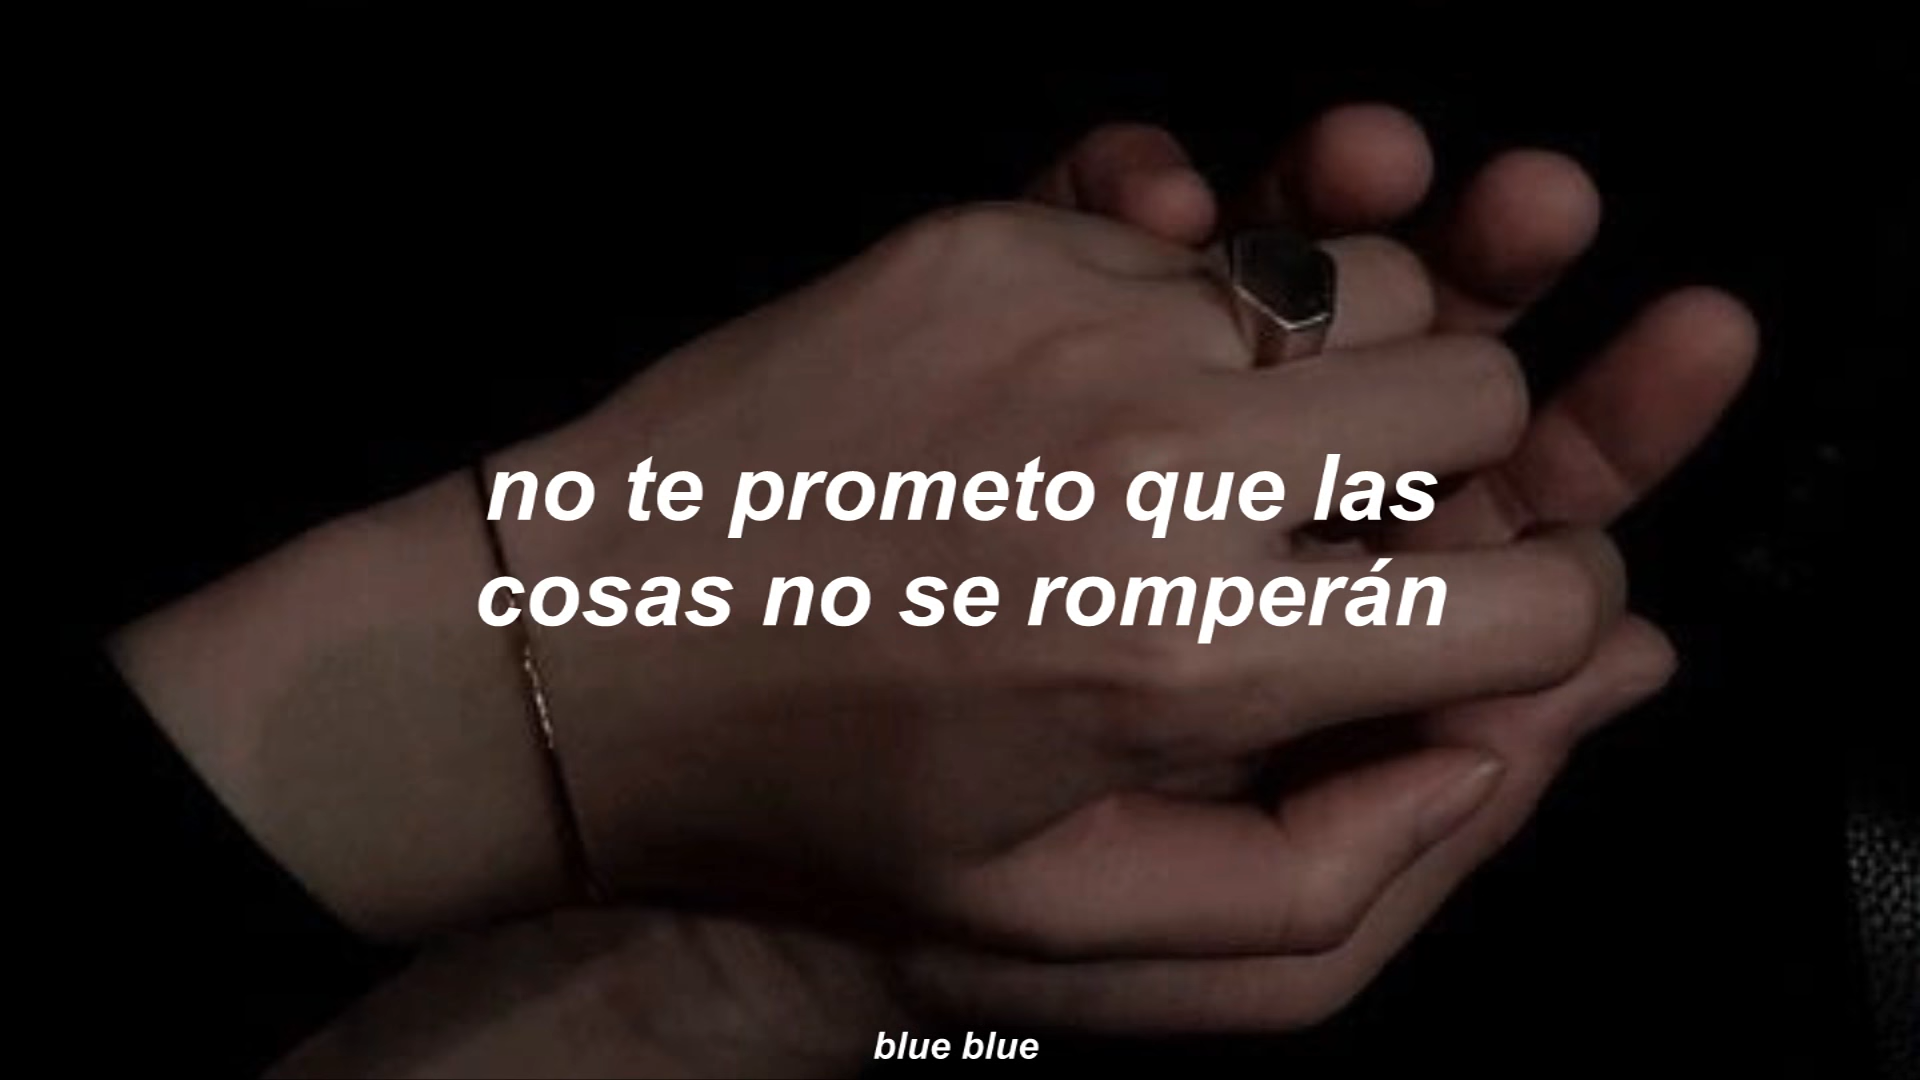 no te prometo que las
cosas no se romperán
blue blue